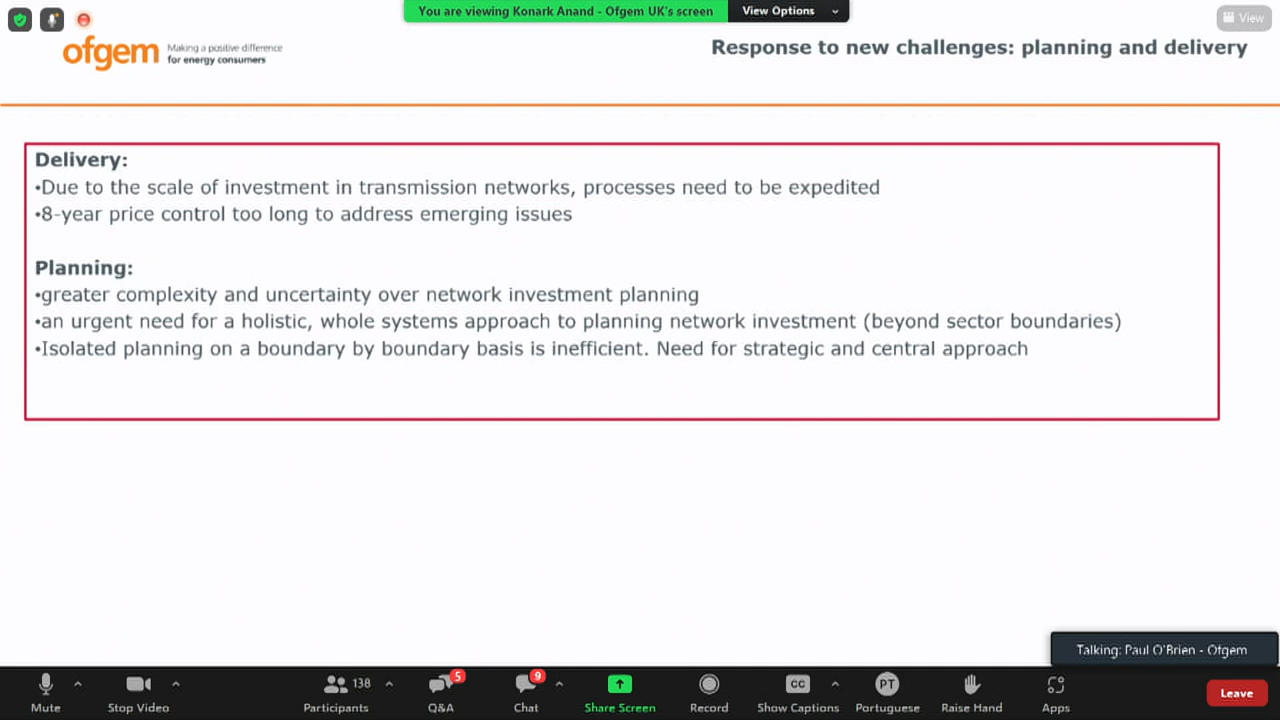 You are viewing Konark Anand - Ofgem UK's screen
View Options
View
ofgem
Making a positive difference
for energy consumers
Response to new challenges: planning and delivery
Delivery:
•Due to the scale of investment in transmission networks, processes need to be expedited
•8-year price control too long to address emerging issues
Planning:
•greater complexity and uncertainty over network investment planning
•an urgent need for a holistic, whole systems approach to planning network investment (beyond sector boundaries)
•Isolated planning on a boundary by boundary basis is inefficient. Need for strategic and central approach
Talking: Paul O'Brien - Ofgem
138
5
9
CC
PT
Mute
Stop Video
Participants
Q&A
Chat
Share Screen
Record
Show Captions
Portuguese
Raise Hand
Apps
Leave